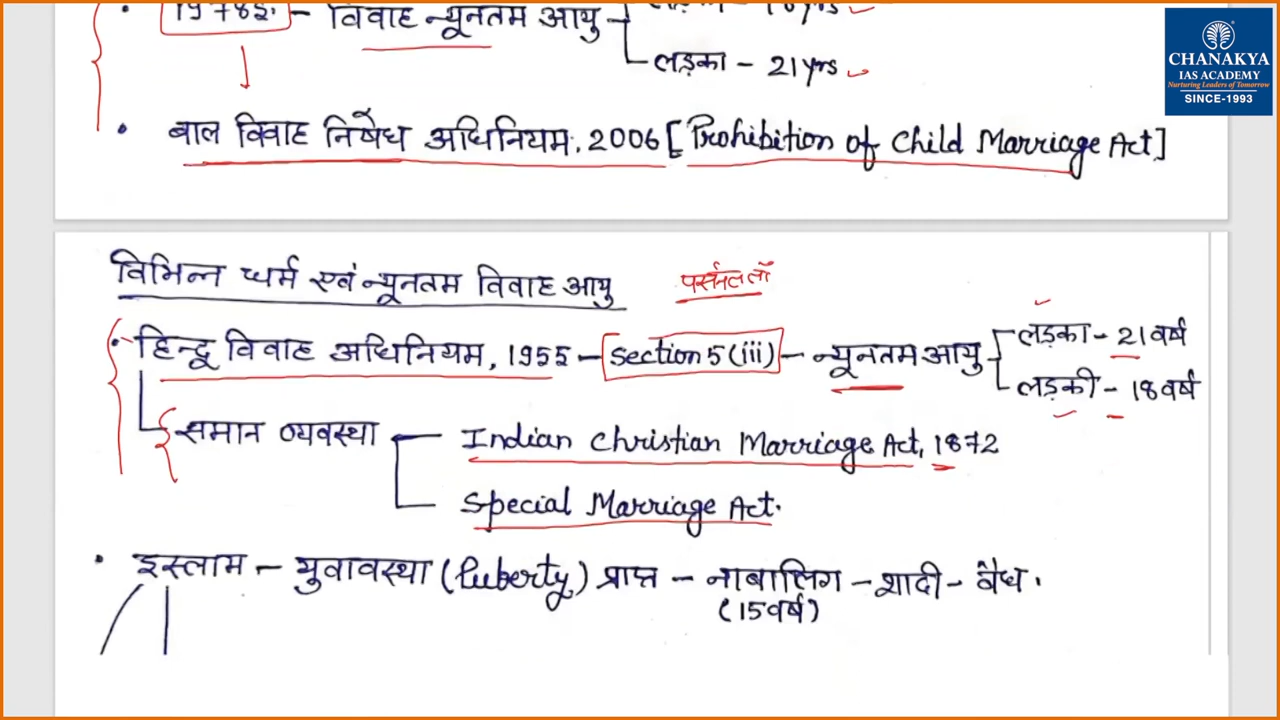 1978ई. – विवाह न्यूनतम आयु
लड़का – 21 yrs
• बाल विवाह निषेध अधिनियम, 2006 [Prohibition of Child Marriage Act]
विभिन्न धर्म एवं न्यूनतम विवाह आयु पर्सनल लॉ
• हिन्दू विवाह अधिनियम, 1955 – Section 5 (iii) – न्यूनतम आयु
लड़का – 21 वर्ष
लड़की – 18 वर्ष
समान व्यवस्था
Indian Christian Marriage Act, 1872
Special Marriage Act.
• इस्लाम – युवावस्था (Puberty) प्राप्त – नाबालिग – शादी – वैध.
(15 वर्ष)
CHANAKYA
IAS ACADEMY
Nurturing Leaders of Tomorrow
SINCE-1993